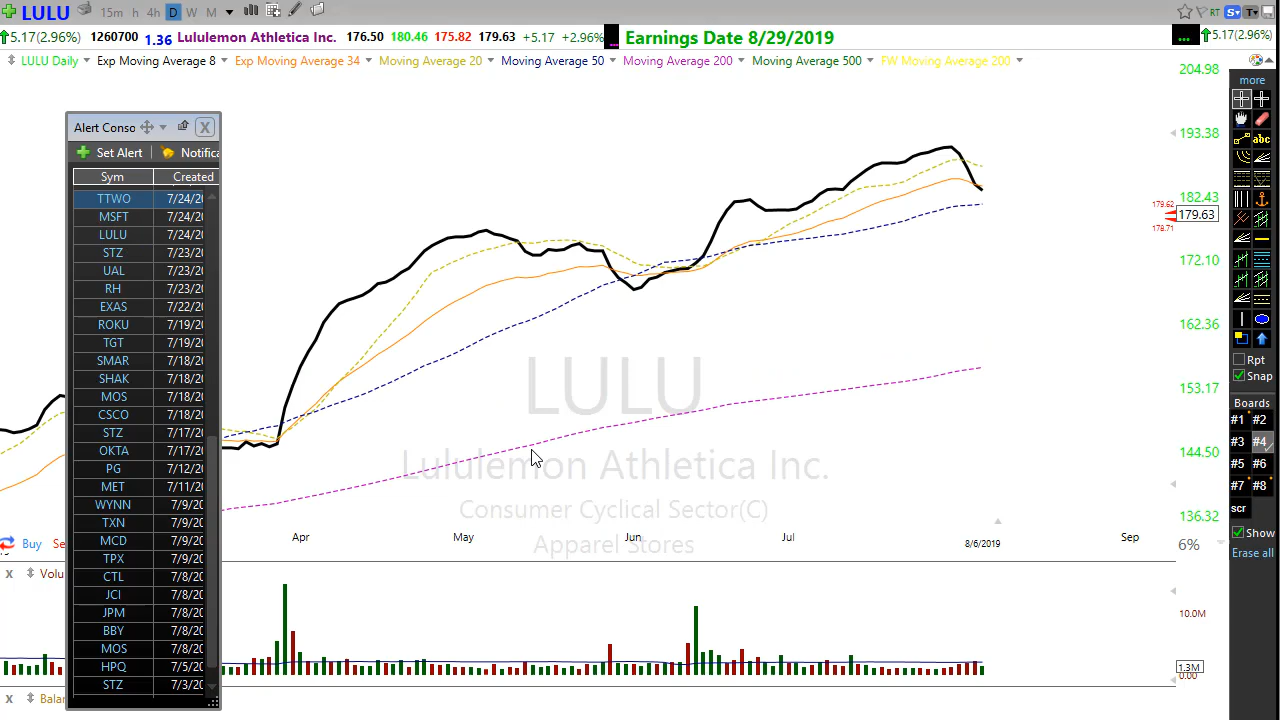 LULU 15m h 4h D W M RT S T
5.17(2.96%) 1260700 1.36 Lululemon Athletica Inc. 176.50 180.46 175.82 179.63 +5.17 +2.96% ... Earnings Date 8/29/2019 ... 5.17(2.96%)
LULU Daily Exp Moving Average 8 Exp Moving Average 34 Moving Average 20 Moving Average 50 Moving Average 200 Moving Average 500 FW Moving Average 200
204.98
more
Alert Conso X
193.38
abc
Set Alert Notifica
Sym Created
TTWO 7/24/20
182.43
179.62
MSFT 7/24/20
179.63
178.71
LULU 7/24/20
STZ 7/23/20
172.10
UAL 7/23/20
RH 7/23/20
EXAS 7/22/20
ROKU 7/19/20
162.36
TGT 7/19/20
SMAR 7/18/20
Rpt
SHAK 7/18/20
Snap
153.17
LULU
MOS 7/18/20
Boards
CSCO 7/18/20
#1 #2
STZ 7/17/20
#3 #4
OKTA 7/17/20
144.50
Lululemon Athletica Inc.
PG 7/12/20
#5 #6
MET 7/11/20
#7 #8
WYNN 7/9/20
Consumer Cyclical Sector(C)
scr
136.32
TXN 7/9/20
Show
Apr May Jun Jul 8/6/2019 Sep
MCD 7/9/20
Buy Se
Apparel Stores
6%
Erase all
TPX 7/9/20
x Volu
CTL 7/8/20
JCI 7/8/20
JPM 7/8/20
10.0M
BBY 7/8/20
MOS 7/8/20
HPQ 7/5/20
1.3M
0.00
STZ 7/3/20
x Balan